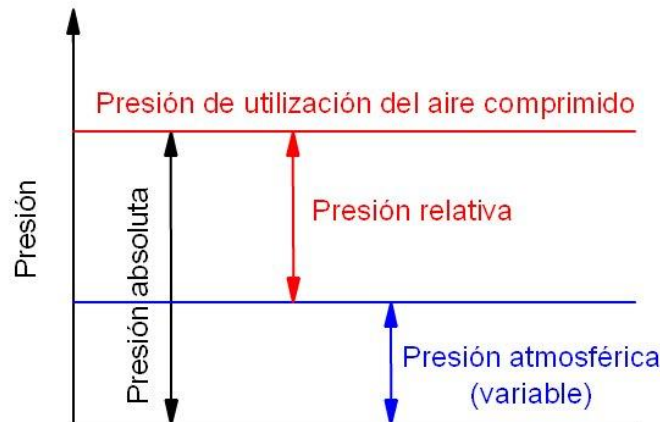 Presión de utilización del aire comprimido
Presión
Presión absoluta
Presión relativa
Presión atmosférica
(variable)